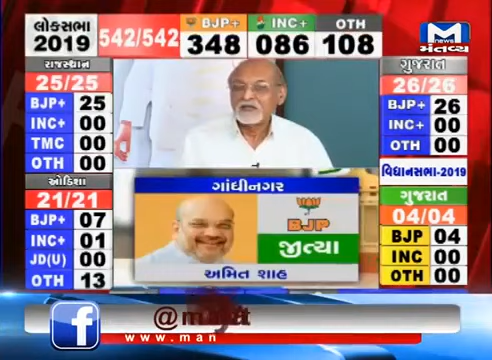 લોકસભા
2019
542/542
BJP+ INC+ OTH
348 086 108
M
news
મંતવ્ય
રાજસ્થાન
25/25
BJP+ 25
INC+ 00
TMC 00
OTH 00
ઓડિશા
21/21
BJP+ 07
INC+ 01
JD(U) 00
OTH 13
ગાંધીનગર
BJP
જીત્યા
અમિત શાહ
ગુજરાત
26/26
BJP+ 26
INC+ 00
OTH 00
વિધાનસભા-2019
ગુજરાત
04/04
BJP 04
INC 00
OTH 00
f
www.man